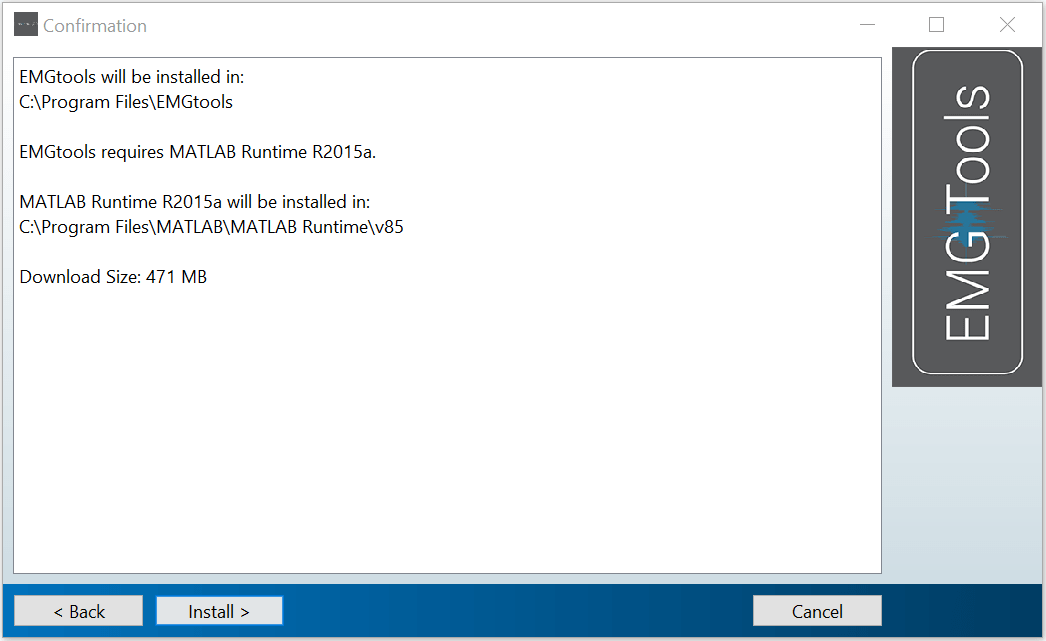 Confirmation
EMGtools will be installed in:
C:\Program Files\EMGtools
EMGtools requires MATLAB Runtime R2015a.
MATLAB Runtime R2015a will be installed in:
C:\Program Files\MATLAB\MATLAB Runtime\v85
Download Size: 471 MB
EMGTools
< Back
Install >
Cancel